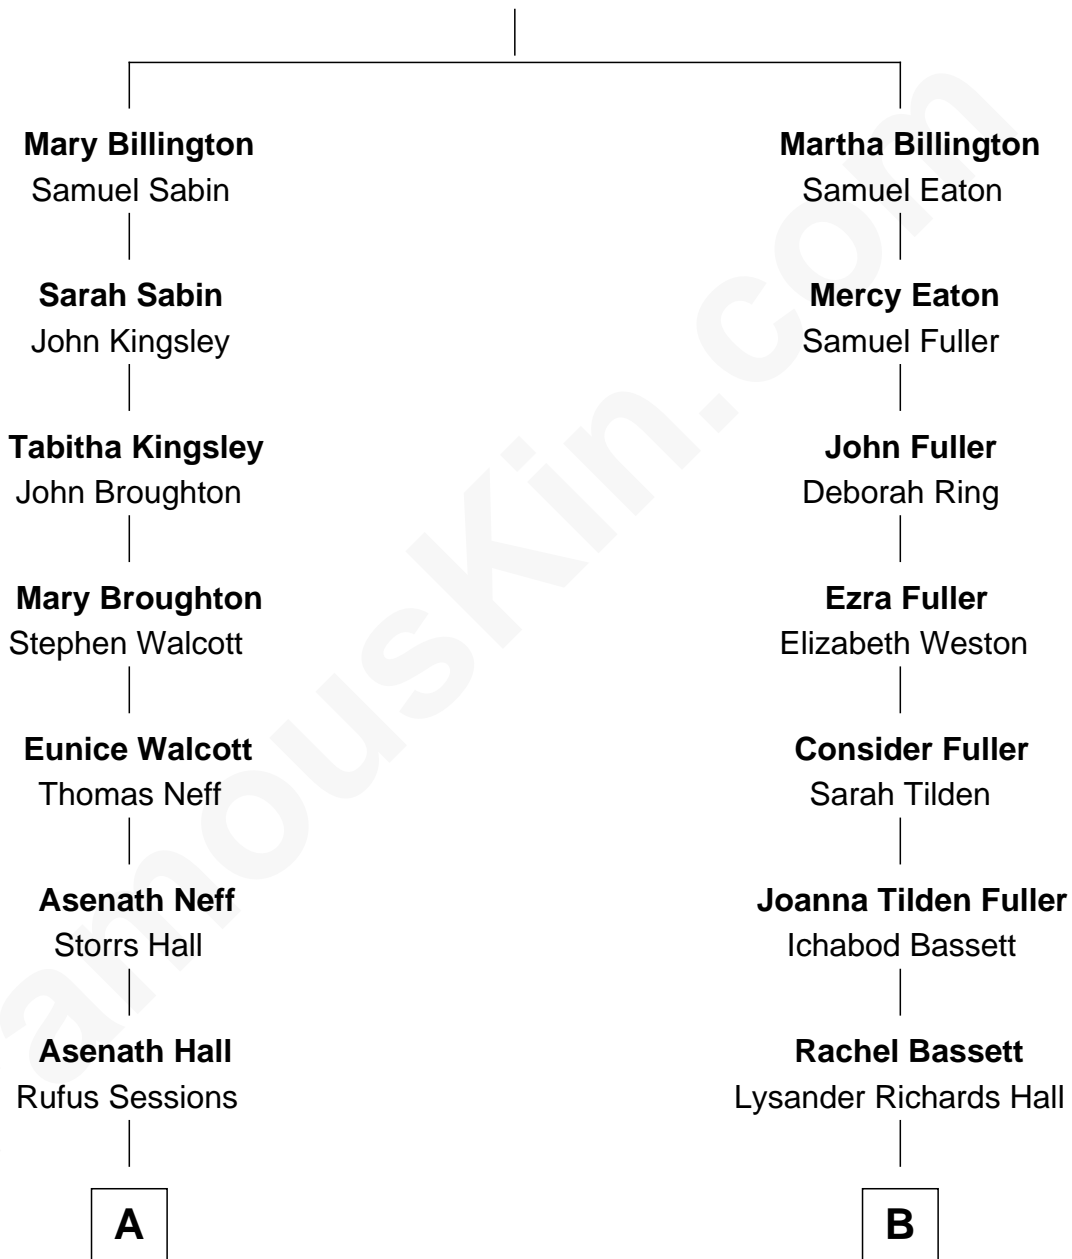 Mary Billington
Samuel Sabin
Martha Billington
Samuel Eaton
Sarah Sabin
John Kingsley
Mercy Eaton
Samuel Fuller
Tabitha Kingsley
John Broughton
John Fuller
Deborah Ring
Mary Broughton
Stephen Walcott
Ezra Fuller
Elizabeth Weston
Eunice Walcott
Thomas Neff
Consider Fuller
Sarah Tilden
Asenath Neff
Storrs Hall
Joanna Tilden Fuller
Ichabod Bassett
Asenath Hall
Rufus Sessions
Rachel Bassett
Lysander Richards Hall
A
B
amousKin.com